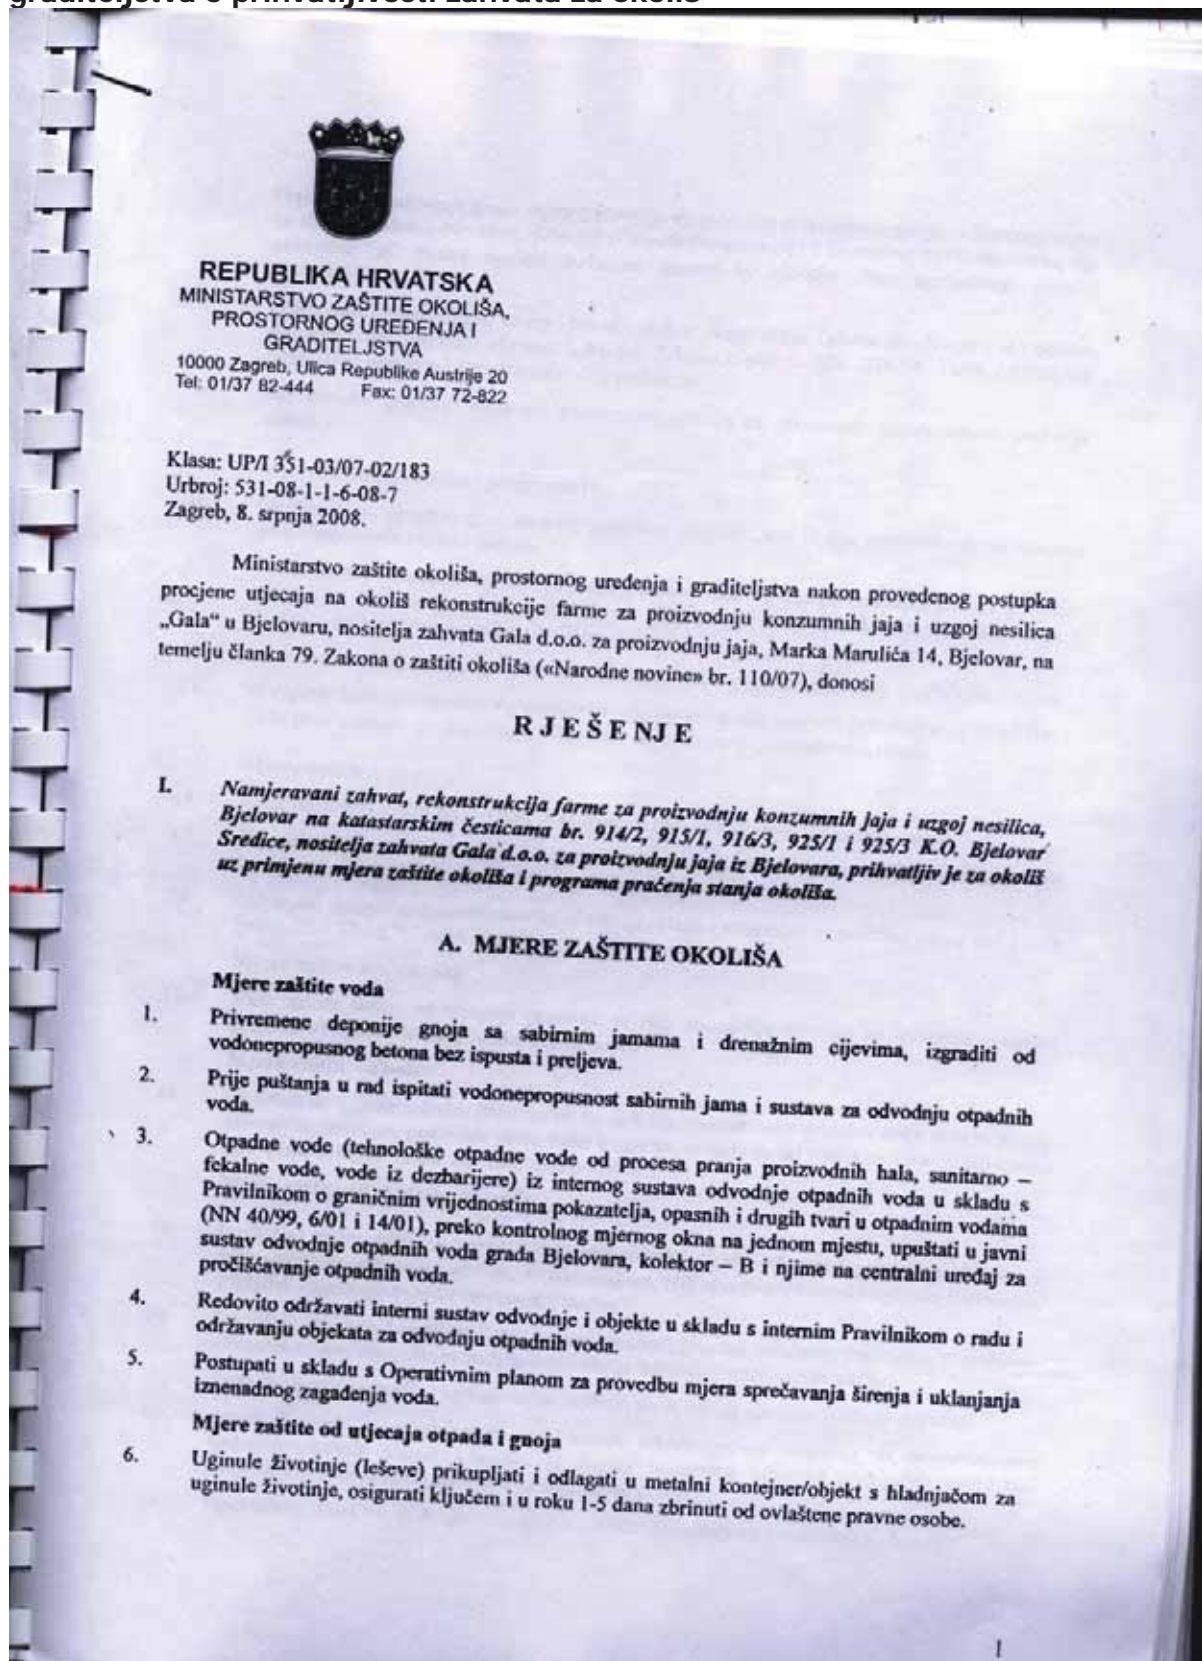 graditeljstva o prihvatljivosti zahvata za okoliš
REPUBLIKA HRVATSKA
MINISTARSTVO ZAŠTITE OKOLIŠA,
PROSTORNOG UREĐENJA I
GRADITELJSTVA
10000 Zagreb, Ulica Republike Austrije 20
Tel: 01/37 82-444 Fax: 01/37 72-822
Klasa: UP/I 351-03/07-02/183
Urbroj: 531-08-1-1-6-08-7
Zagreb, 8. srpnja 2008.
Ministarstvo zaštite okoliša, prostornog uređenja i graditeljstva nakon provedenog postupka
procjene utjecaja na okoliš rekonstrukcije farme za proizvodnju konzumnih jaja i uzgoj nesilica
„Gala“ u Bjelovaru, nositelja zahvata Gala d.o.o. za proizvodnju jaja, Marka Marulića 14, Bjelovar, na
temelju članka 79. Zakona o zaštiti okoliša («Narodne novine» br. 110/07), donosi
R J E Š E NJ E
I. Namjeravani zahvat, rekonstrukcija farme za proizvodnju konzumnih jaja i uzgoj nesilica,
Bjelovar na katastarskim česticama br. 914/2, 915/1, 916/3, 925/1 i 925/3 K.O. Bjelovar
Sredice, nositelja zahvata Gala d.o.o. za proizvodnju jaja iz Bjelovara, prihvatljiv je za okoliš
uz primjenu mjera zaštite okoliša i programa praćenja stanja okoliša.
A. MJERE ZAŠTITE OKOLIŠA
Mjere zaštite voda
1. Privremene deponije gnoja sa sabirnim jamama i drenažnim cijevima, izgraditi od
vodonepropusnog betona bez ispusta i preljeva.
2. Prije puštanja u rad ispitati vodonepropusnost sabirnih jama i sustava za odvodnju otpadnih
voda.
3. Otpadne vode (tehnološke otpadne vode od procesa pranja proizvodnih hala, sanitarno –
fekalne vode, vode iz dezbarijere) iz internog sustava odvodnje otpadnih voda u skladu s
Pravilnikom o graničnim vrijednostima pokazatelja, opasnih i drugih tvari u otpadnim vodama
(NN 40/99, 6/01 i 14/01), preko kontrolnog mjernog okna na jednom mjestu, upuštati u javni
sustav odvodnje otpadnih voda grada Bjelovara, kolektor – B i njime na centralni uređaj za
pročišćavanje otpadnih voda.
4. Redovito održavati interni sustav odvodnje i objekte u skladu s internim Pravilnikom o radu i
održavanju objekata za odvodnju otpadnih voda.
5. Postupati u skladu s Operativnim planom za provedbu mjera sprečavanja širenja i uklanjanja
iznenadnog zagađenja voda.
Mjere zaštite od utjecaja otpada i gnoja
6. Uginule životinje (leševe) prikupljati i odlagati u metalni kontejner/objekt s hladnjačom za
uginule životinje, osigurati ključem i u roku 1-5 dana zbrinuti od ovlaštene pravne osobe.
1